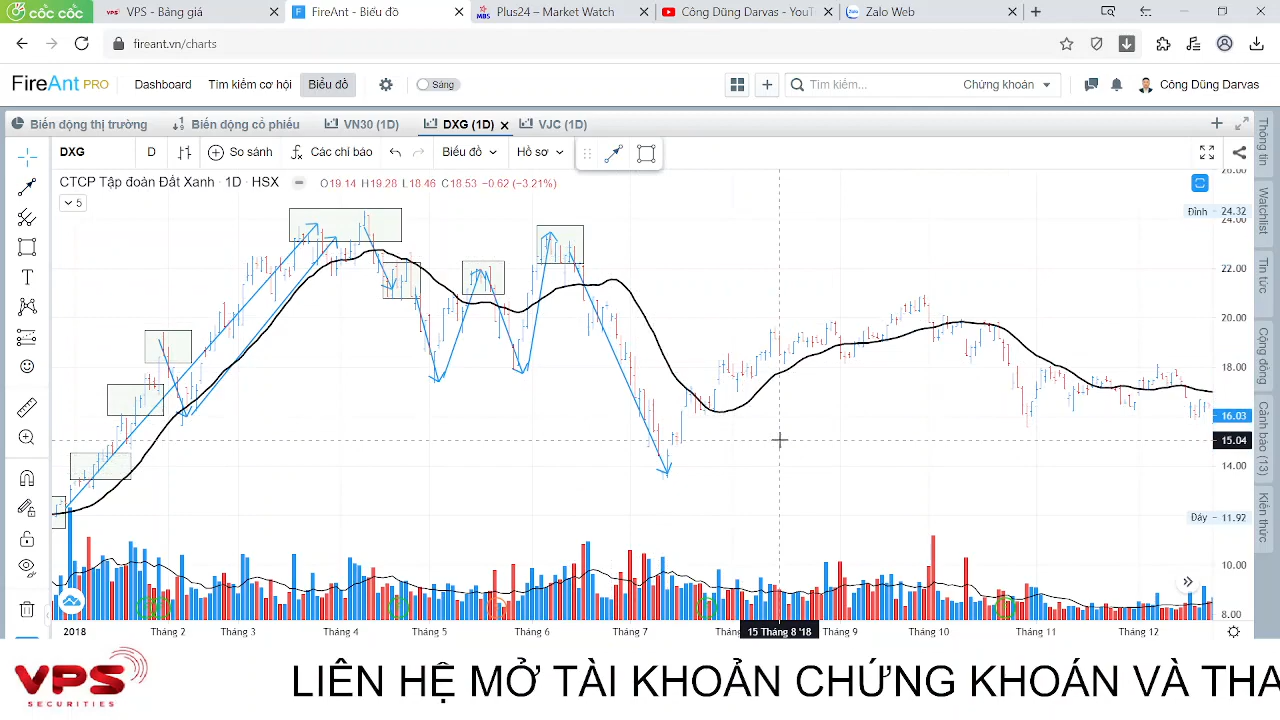 CỐC CỐC
VPS - Bảng giá
FireAnt - Biểu đồ
MBS
Plus24 – Market Watch
Công Dũng Darvas - YouT
Zalo Web
fireant.vn/charts
FireAnt PRO
Dashboard
Tìm kiếm cơ hội
Biểu đồ
Sáng
Tìm kiếm...
Chứng khoán
Công Dũng Darvas
Biến động thị trường
Biến động cổ phiếu
VN30 (1D)
DXG (1D)
VJC (1D)
DXG
D
So sánh
Các chỉ báo
Biểu đồ
Hồ sơ
CTCP Tập đoàn Đất Xanh · 1D · HSX
O19.14 H19.28 L18.46 C18.53 −0.62 (−3.21%)
5
26.00
Đỉnh 24.32
24.00
22.00
20.00
18.00
16.03
15.04
14.00
Đáy 11.92
10.00
8.00
Thông tin
Watchlist
Tin tức
Cộng đồng
Cảnh báo (13)
Kiến thức
2018
Tháng 2
Tháng 3
Tháng 4
Tháng 5
Tháng 6
Tháng 7
Tháng
15 Tháng 8 '18
Tháng 9
Tháng 10
Tháng 11
Tháng 12
VPS
SECURITIES
LIÊN HỆ MỞ TÀI KHOẢN CHỨNG KHOÁN VÀ THA